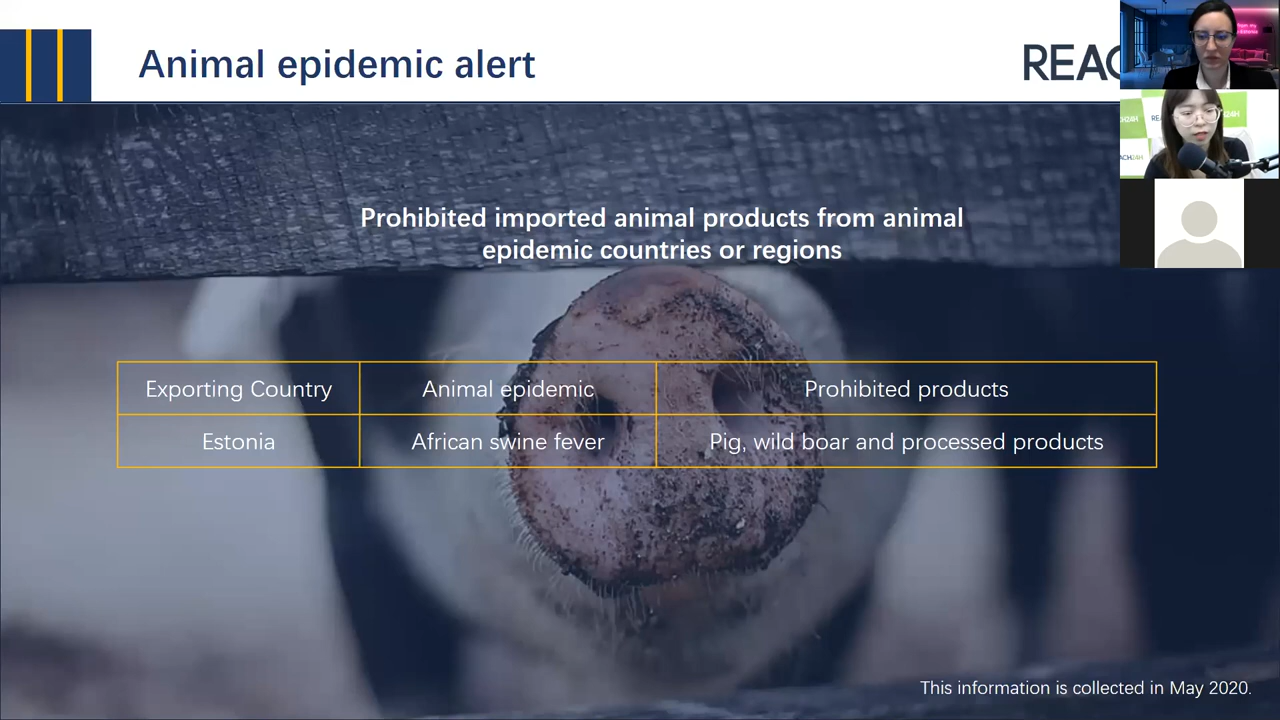 Animal epidemic alert
REAC
Prohibited imported animal products from animal
epidemic countries or regions
Exporting Country
Animal epidemic
Prohibited products
Estonia
African swine fever
Pig, wild boar and processed products
This information is collected in May 2020.
ACH24H